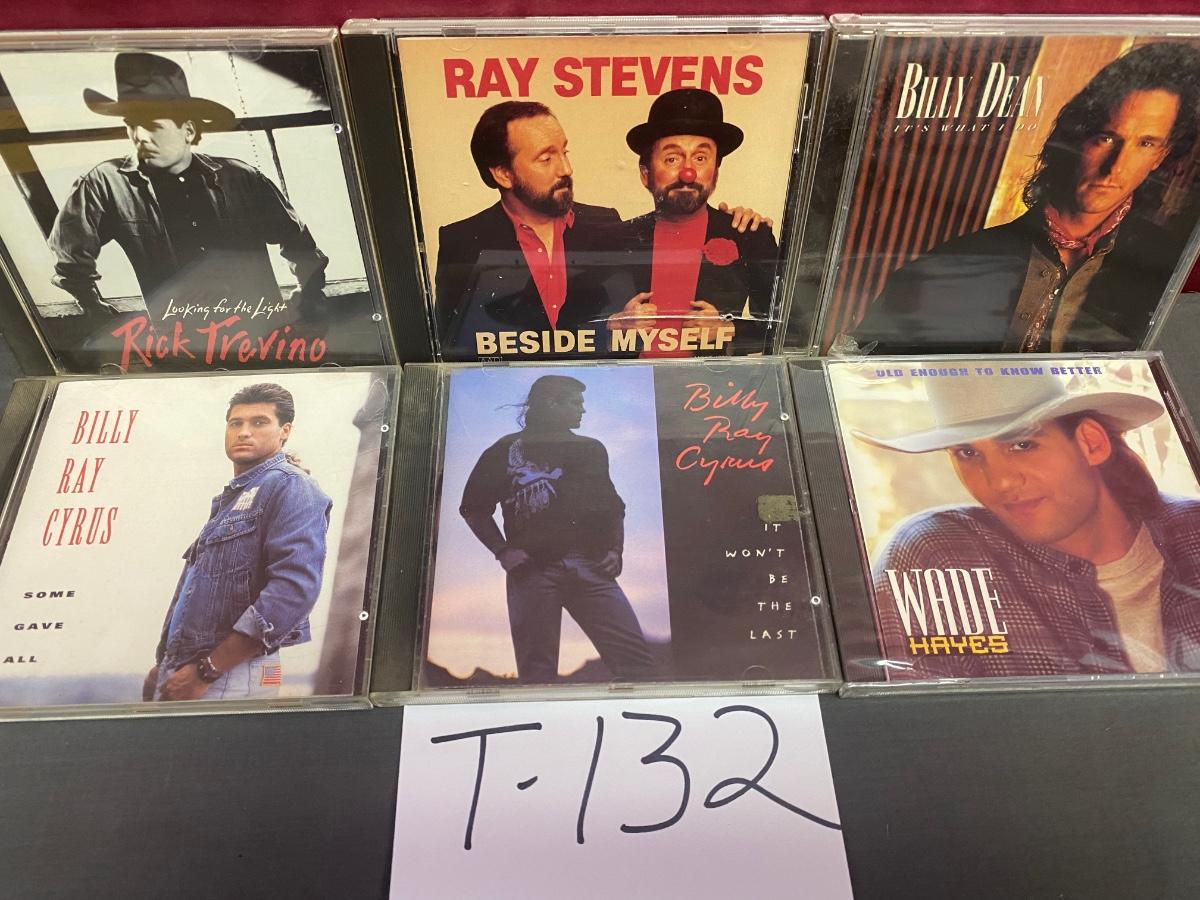 Looking for the Light
Rick Trevino
RAY STEVENS
BESIDE MYSELF
BILLY DEAN
IT'S WHAT I DO
BILLY
RAY
CYRUS
SOME
GAVE
ALL
Billy
Ray
Cyrus
IT
WON'T
BE
THE
LAST
OLD ENOUGH TO KNOW BETTER
WADE
HAYES
T-132